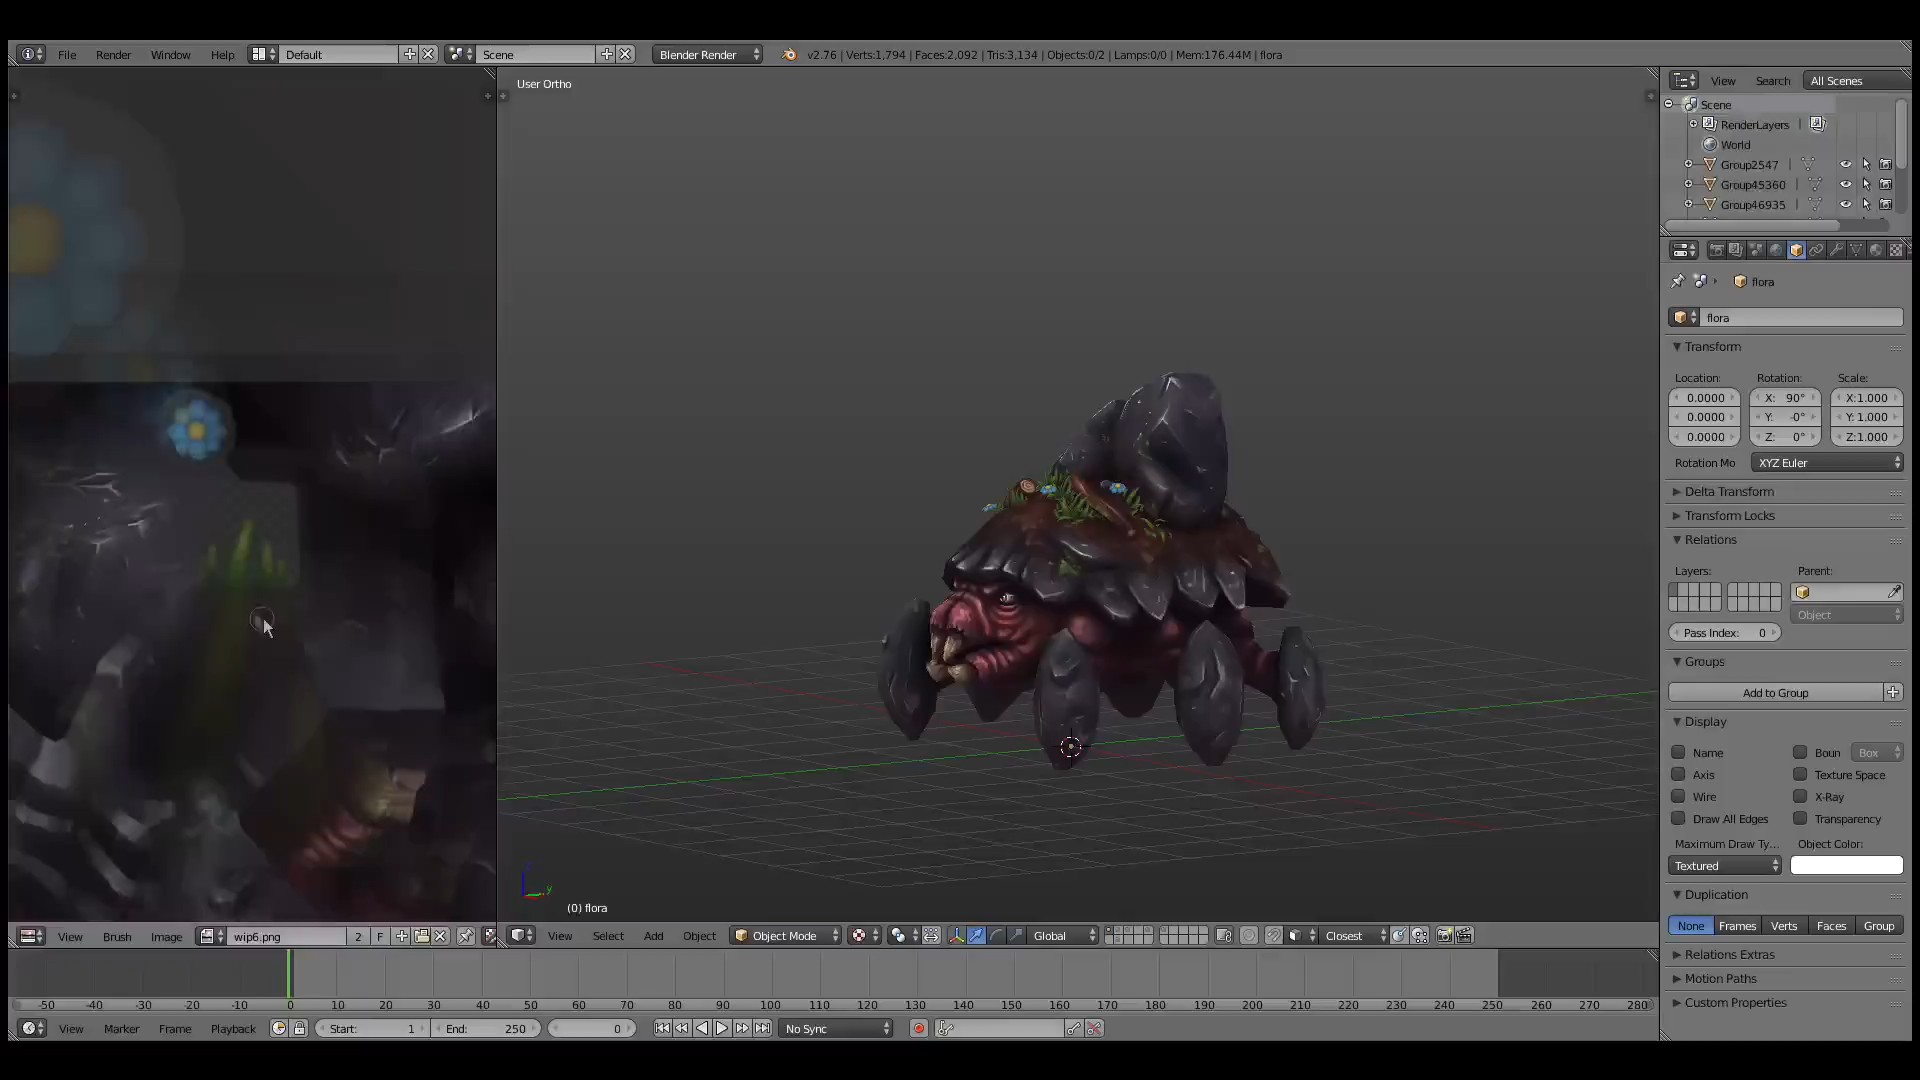 File Render Window Help Default Scene Blender Render v2.76 | Verts:1,794 | Faces:2,092 | Tris:3,134 | Objects:0/2 | Lamps:0/0 | Mem:176.44M | flora
User Ortho
View Search All Scenes
Scene
RenderLayers
World
Group2547
Group45360
Group46935
flora
flora
Transform
Location: Rotation: Scale:
0.0000 X: 90° X:1.000
0.0000 Y: -0° Y: 1.000
0.0000 Z: 0° Z:1.000
Rotation Mo XYZ Euler
Delta Transform
Transform Locks
Relations
Layers: Parent:
Object
Pass Index: 0
Groups
Add to Group
Display
Name Boun Box
Axis Texture Space
Wire X-Ray
Draw All Edges Transparency
Maximum Draw Ty... Object Color:
Textured
Duplication
None Frames Verts Faces Group
Relations Extras
Motion Paths
Custom Properties
y
(0) flora
View Brush Image wip6.png 2 F
View Select Add Object Object Mode Global Closest
-50 -40 -30 -20 -10 0 10 20 30 40 50 60 70 80 90 100 110 120 130 140 150 160 170 180 190 200 210 220 230 240 250 260 270 280
View Marker Frame Playback Start: 1 End: 250 0 No Sync